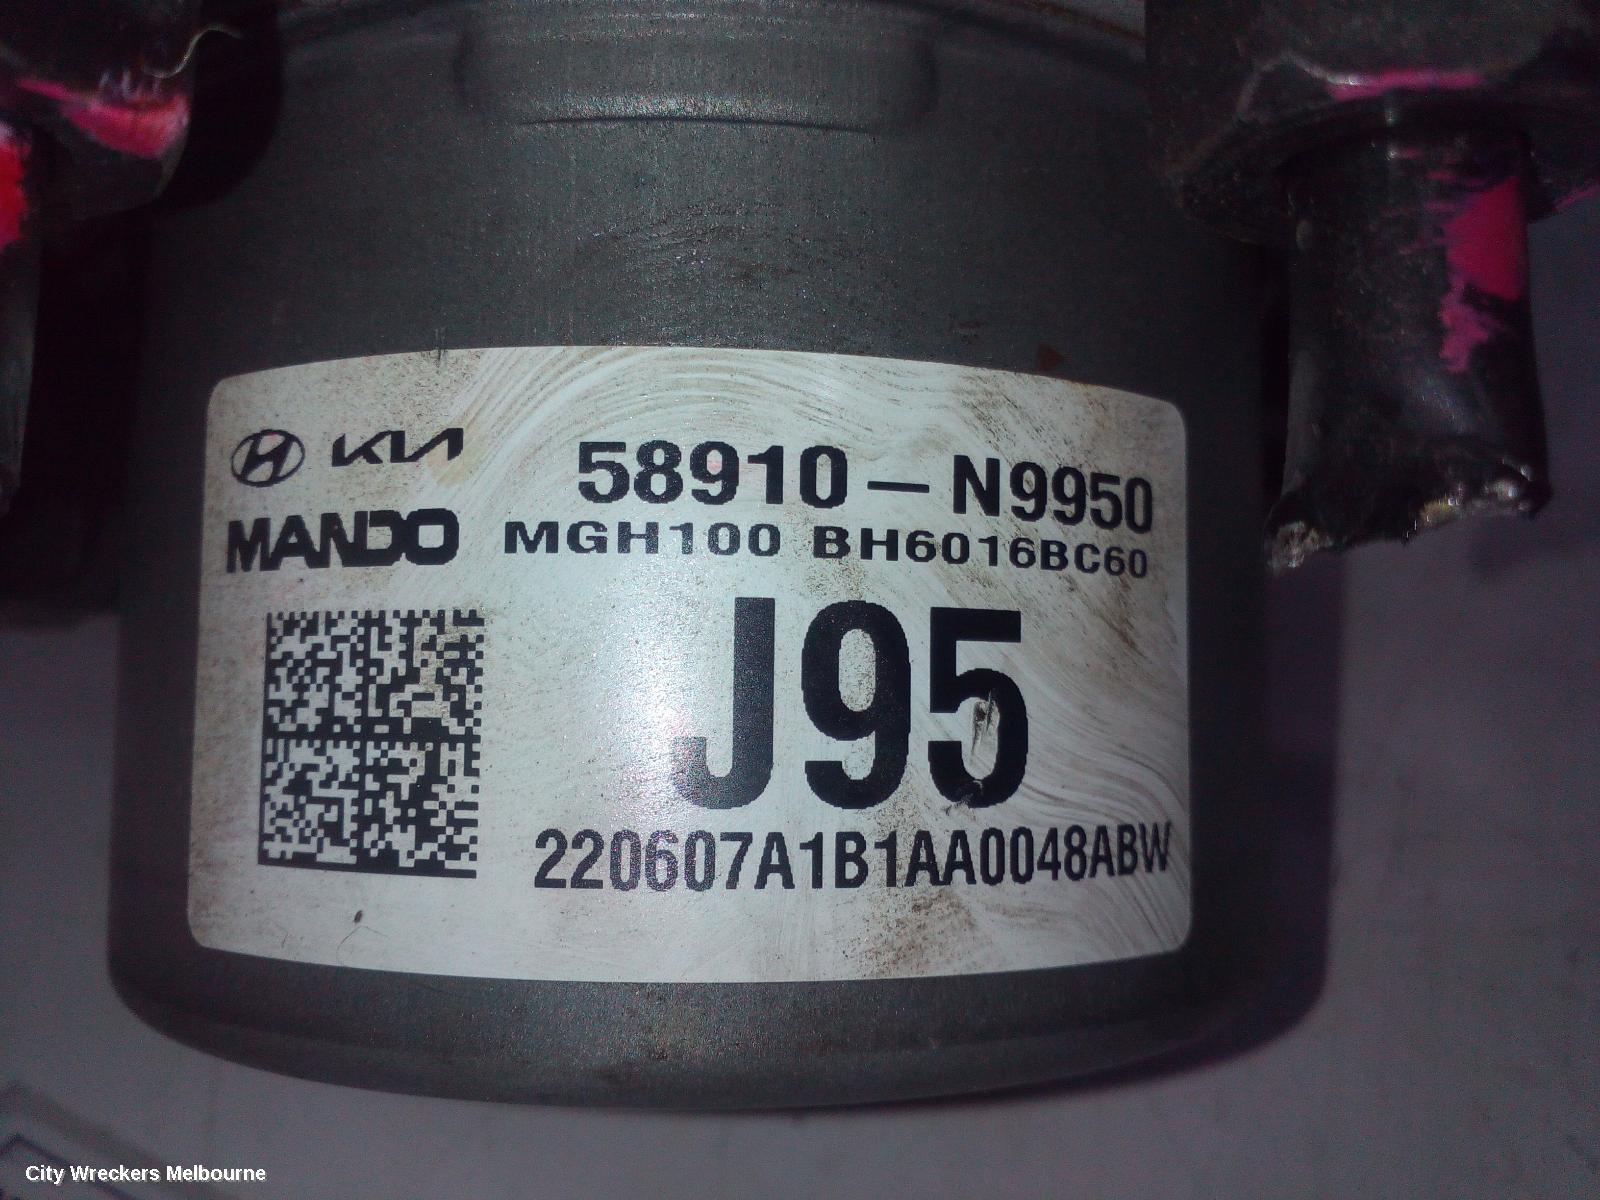 H KIA
58910 – N9950
MANDO
MGH100 BH6016BC60
J95
220607A1B1AA0048ABW
City Wreckers Melbourne